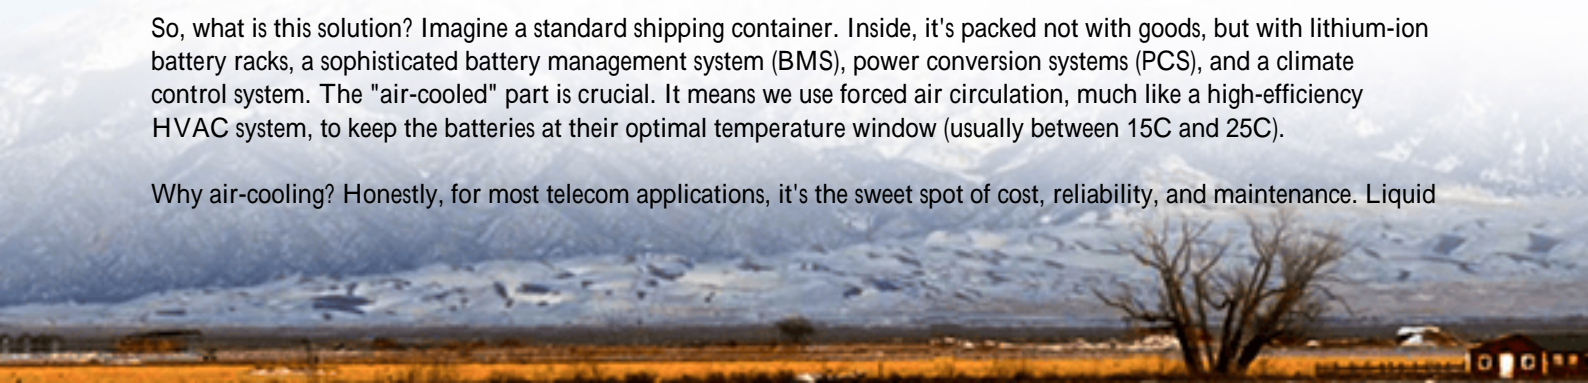 So, what is this solution? Imagine a standard shipping container. Inside, it's packed not with goods, but with lithium-ion
battery racks, a sophisticated battery management system (BMS), power conversion systems (PCS), and a climate
control system. The "air-cooled" part is crucial. It means we use forced air circulation, much like a high-efficiency
HVAC system, to keep the batteries at their optimal temperature window (usually between 15C and 25C).
Why air-cooling? Honestly, for most telecom applications, it's the sweet spot of cost, reliability, and maintenance. Liquid